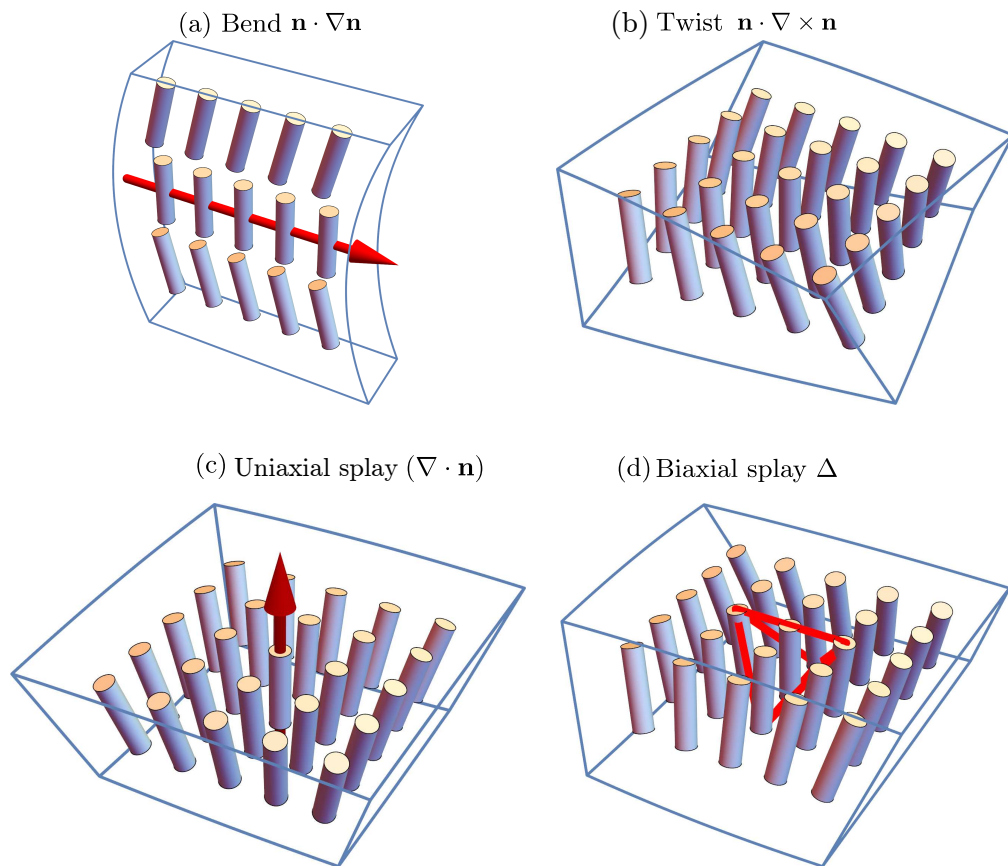 (a) Bend n · ∇n
(b) Twist n · ∇ × n
(c) Uniaxial splay (∇ · n)
(d) Biaxial splay Δ